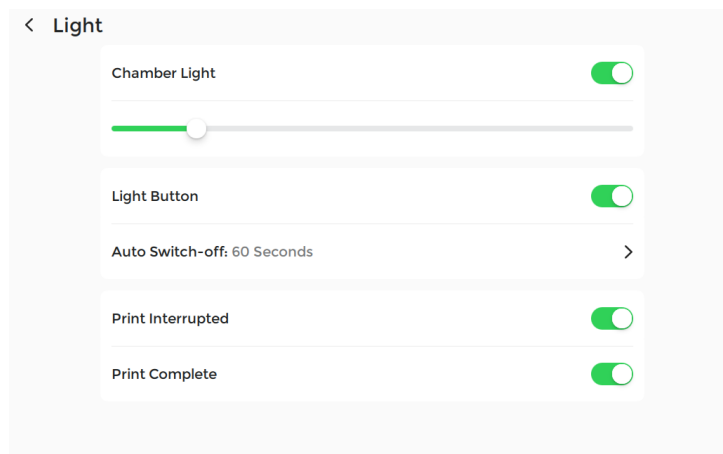 Light
Chamber Light
Light Button
Auto Switch-off: 60 Seconds
Print Interrupted
Print Complete